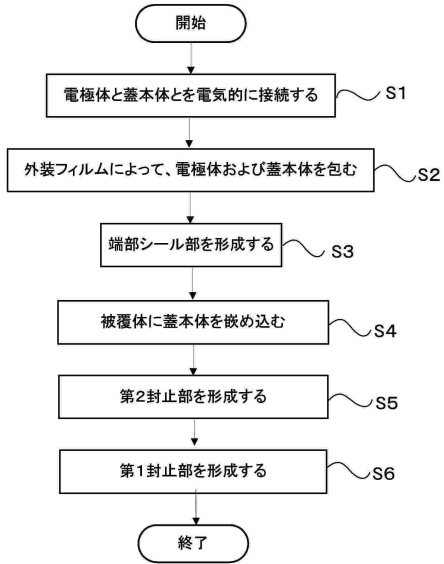 開始
電極体と蓋本体とを電気的に接続する
S1
外装フィルムによって、電極体および蓋本体を包む
S2
端部シール部を形成する
S3
被覆体に蓋本体を嵌め込む
S4
第2封止部を形成する
S5
第1封止部を形成する
S6
終了